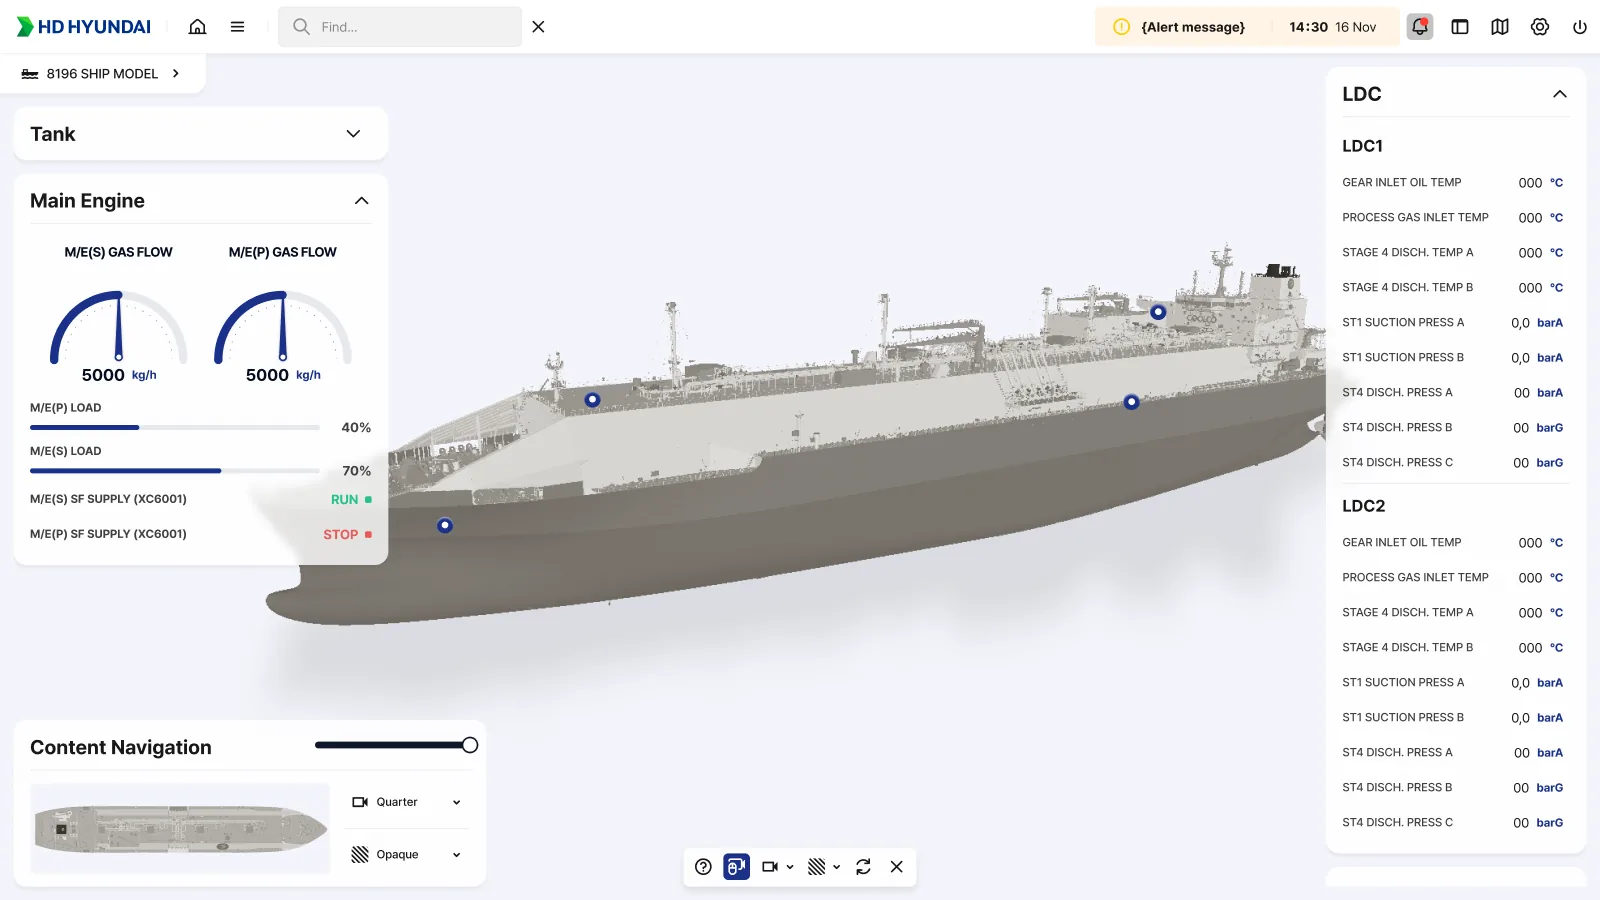 HD HYUNDAI
Find...
{Alert message}
14:30 16 Nov
8196 SHIP MODEL
Tank
Main Engine
M/E(S) GAS FLOW
M/E(P) GAS FLOW
5000 kg/h
5000 kg/h
M/E(P) LOAD
40%
M/E(S) LOAD
70%
M/E(S) SF SUPPLY (XC6001)
RUN
M/E(P) SF SUPPLY (XC6001)
STOP
Content Navigation
Quarter
Opaque
LDC
LDC1
GEAR INLET OIL TEMP 000 °C
PROCESS GAS INLET TEMP 000 °C
STAGE 4 DISCH. TEMP A 000 °C
STAGE 4 DISCH. TEMP B 000 °C
ST1 SUCTION PRESS A 0,0 barA
ST1 SUCTION PRESS B 0,0 barA
ST4 DISCH. PRESS A 00 barA
ST4 DISCH. PRESS B 00 barG
ST4 DISCH. PRESS C 00 barG
LDC2
GEAR INLET OIL TEMP 000 °C
PROCESS GAS INLET TEMP 000 °C
STAGE 4 DISCH. TEMP A 000 °C
STAGE 4 DISCH. TEMP B 000 °C
ST1 SUCTION PRESS A 0,0 barA
ST1 SUCTION PRESS B 0,0 barA
ST4 DISCH. PRESS A 00 barA
ST4 DISCH. PRESS B 00 barG
ST4 DISCH. PRESS C 00 barG